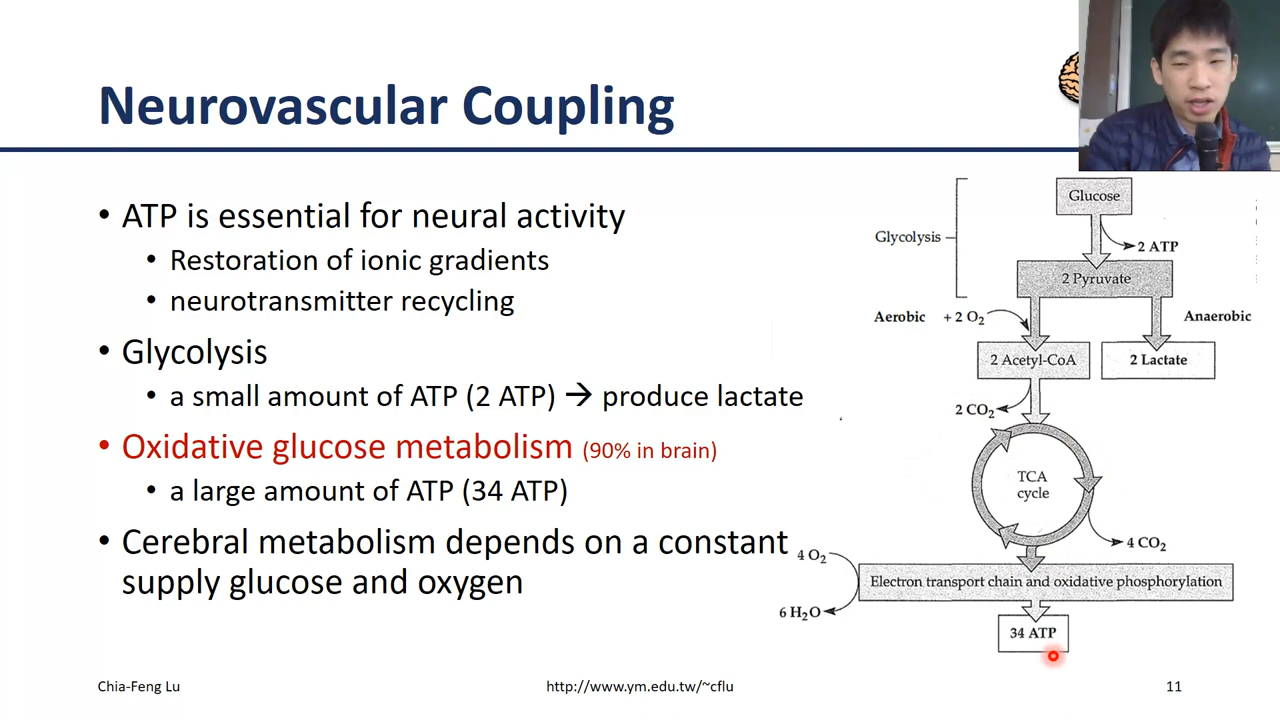 Neurovascular Coupling
• ATP is essential for neural activity
• Restoration of ionic gradients
• neurotransmitter recycling
• Glycolysis
• a small amount of ATP (2 ATP) → produce lactate
• Oxidative glucose metabolism (90% in brain)
• a large amount of ATP (34 ATP)
• Cerebral metabolism depends on a constant
supply glucose and oxygen
Glucose
Glycolysis
2 ATP
2 Pyruvate
Aerobic
+ 2 O₂
Anaerobic
2 Acetyl-CoA
2 Lactate
2 CO₂
TCA
cycle
4 CO₂
4 O₂
Electron transport chain and oxidative phosphorylation
6 H₂O
34 ATP
Chia-Feng Lu
http://www.ym.edu.tw/~cflu
11